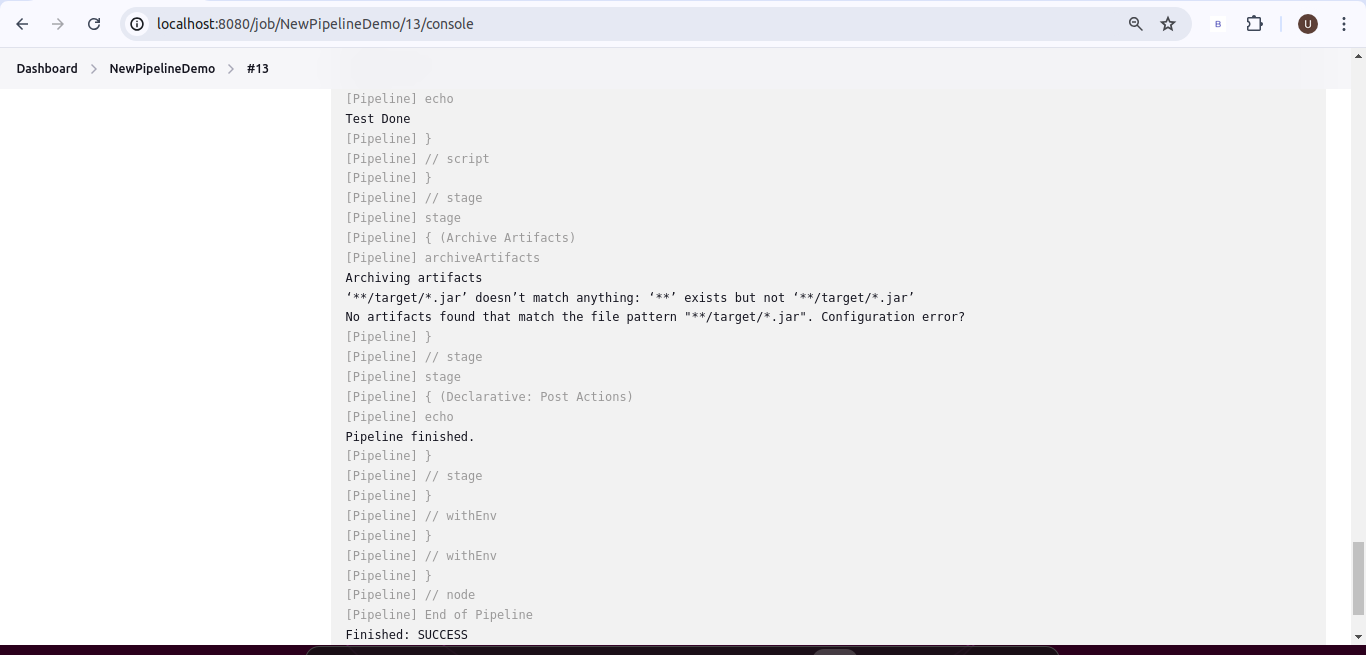 localhost:8080/job/NewPipelineDemo/13/console
B
U
Dashboard > NewPipelineDemo > #13
[Pipeline] echo
Test Done
[Pipeline] }
[Pipeline] // script
[Pipeline] }
[Pipeline] // stage
[Pipeline] stage
[Pipeline] { (Archive Artifacts)
[Pipeline] archiveArtifacts
Archiving artifacts
‘**/target/*.jar’ doesn’t match anything: ‘**’ exists but not ‘**/target/*.jar’
No artifacts found that match the file pattern "**/target/*.jar". Configuration error?
[Pipeline] }
[Pipeline] // stage
[Pipeline] stage
[Pipeline] { (Declarative: Post Actions)
[Pipeline] echo
Pipeline finished.
[Pipeline] }
[Pipeline] // stage
[Pipeline] }
[Pipeline] // withEnv
[Pipeline] }
[Pipeline] // withEnv
[Pipeline] }
[Pipeline] // node
[Pipeline] End of Pipeline
Finished: SUCCESS